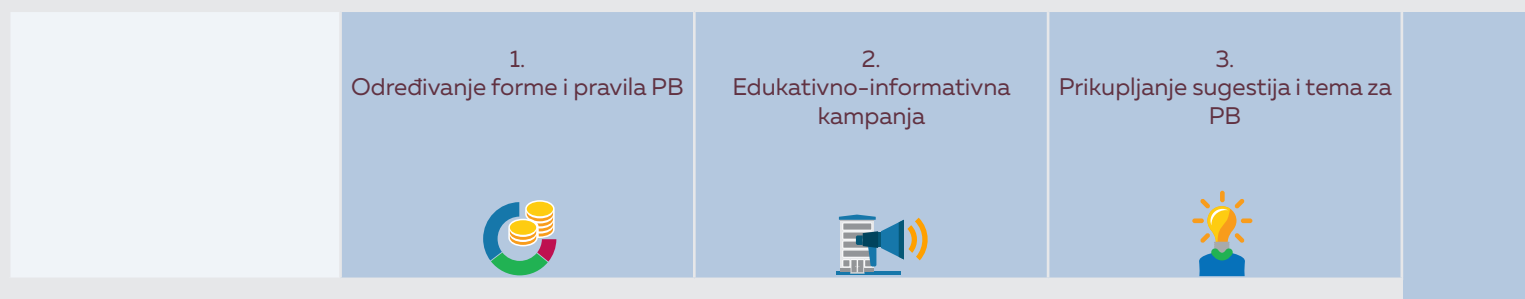 1.
Određivanje forme i pravila PB
2.
Edukativno-informativna
kampanja
3.
Prikupljanje sugestija i tema za
PB